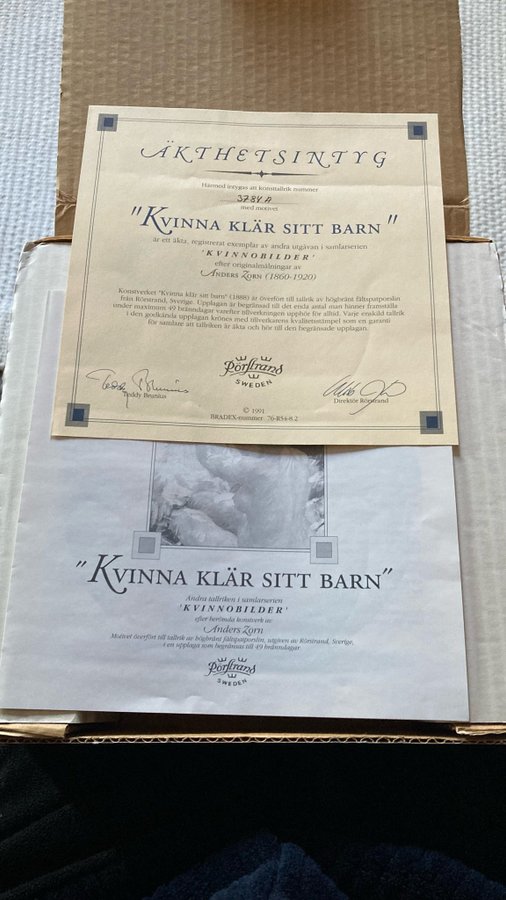 ÄKTHETSINTYG
Härmed intygas att konsttallrik nummer
3784 A
med motivet
"KVINNA KLÄR SITT BARN"
är ett äkta, registrerat exemplar av andra utgåvan i samlarserien
'KVINNOBILDER'
efter originalmålningar av
ANDERS ZORN (1860-1920)
Konstverket "Kvinna klär sitt barn" (1888) är överfört till tallrik av högbränt fältspatporslin
från Rörstrand, Sverige. Upplagan är begränsad till det enda antal man hinner framställa
under maximum 49 bränndagar varefter tillverkningen upphör för alltid. Varje enskild tallrik
i den godkända upplagan krönes med tillverkarens kvalitetsstämpel som en garanti
för samlare att tallriken är äkta och hör till den begränsade upplagan.
Rörstrand
SWEDEN
Teddy Brunius
Teddy Brunius
Direktör Rörstrand
© 1991
BRADEX-nummer 76-R54-8.2
"KVINNA KLÄR SITT BARN"
Andra tallriken i samlarserien
'KVINNOBILDER'
efter berömda konstverk av
Anders Zorn
Motivet överfört till tallrik av högbränt fältspatporslin, utgiven av Rörstrand, Sverige,
i en upplaga som begränsas till 49 bränndagar.
Rörstrand
SWEDEN